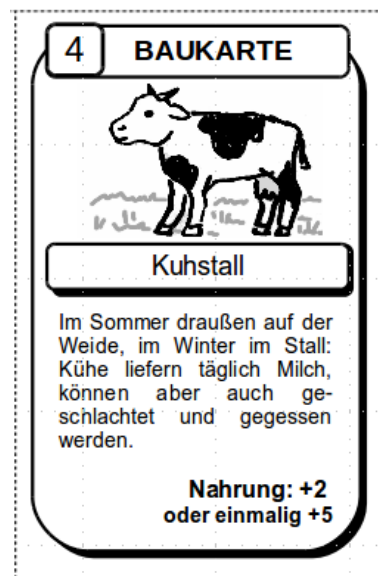 4 BAUKARTE
Kuhstall
Im Sommer draußen auf der
Weide, im Winter im Stall:
Kühe liefern täglich Milch,
können aber auch ge-
schlachtet und gegessen
werden.
Nahrung: +2
oder einmalig +5